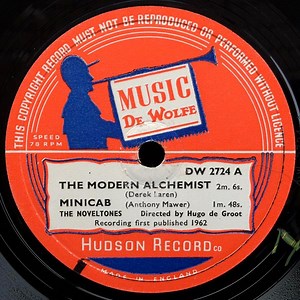 THIS COPYRIGHT RECORD MUST NOT BE REPRODUCED OR PERFORMED WITHOUT LICENCE
MUSIC
DE WOLFE
SPEED
78 RPM
DW 2724 A
THE MODERN ALCHEMIST 2m. 6s.
(Derek Laren)
MINICAB (Anthony Mawer) 1m. 48s.
THE NOVELTONES Directed by Hugo de Groot
Recording first published 1962
HUDSON RECORD CO
MADE IN ENGLAND